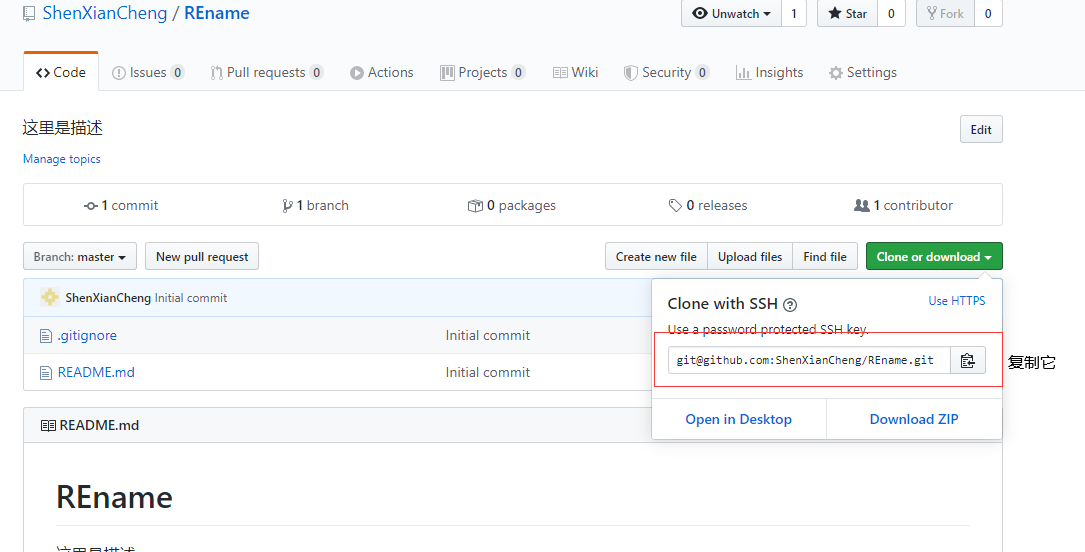 ShenXianCheng / REname Unwatch 1 Star 0 Fork 0
Code Issues 0 Pull requests 0 Actions Projects 0 Wiki Security 0 Insights Settings
这里是描述 Edit
Manage topics
1 commit 1 branch 0 packages 0 releases 1 contributor
Branch: master New pull request Create new file Upload files Find file Clone or download
ShenXianCheng Initial commit
.gitignore Initial commit
README.md Initial commit
Clone with SSH Use HTTPS
Use a password protected SSH key.
git@github.com:ShenXianCheng/REname.git 复制它
Open in Desktop Download ZIP
README.md
REname
这里是描述